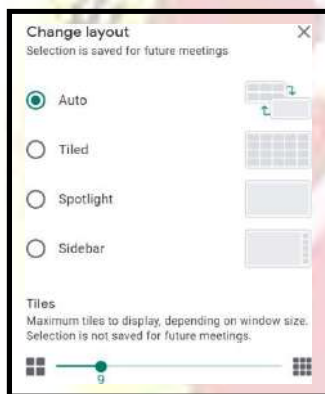 Change layout
Selection is saved for future meetings
Auto
Tiled
Spotlight
Sidebar
Tiles
Maximum tiles to display, depending on window size.
Selection is not saved for future meetings.
9